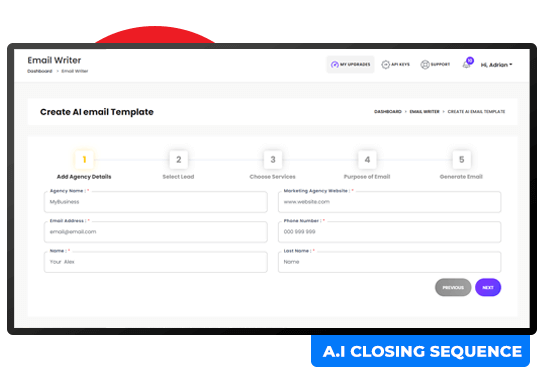 Email Writer
Dashboard > Email Writer
MY UPGRADES
API KEYS
SUPPORT
Hi, Adrian
Create AI email Template
DASHBOARD > EMAIL WRITER > CREATE AI EMAIL TEMPLATE
1
2
3
4
5
Add Agency Details
Select Lead
Choose Services
Purpose of Email
Generate Email
Agency Name : *
MyBusiness
Marketing Agency Website : *
www.website.com
Email Address : *
email@email.com
Phone Number : *
000 999 999
Name : *
Your Alex
Last Name : *
Name
PREVIOUS
NEXT
A.I CLOSING SEQUENCE